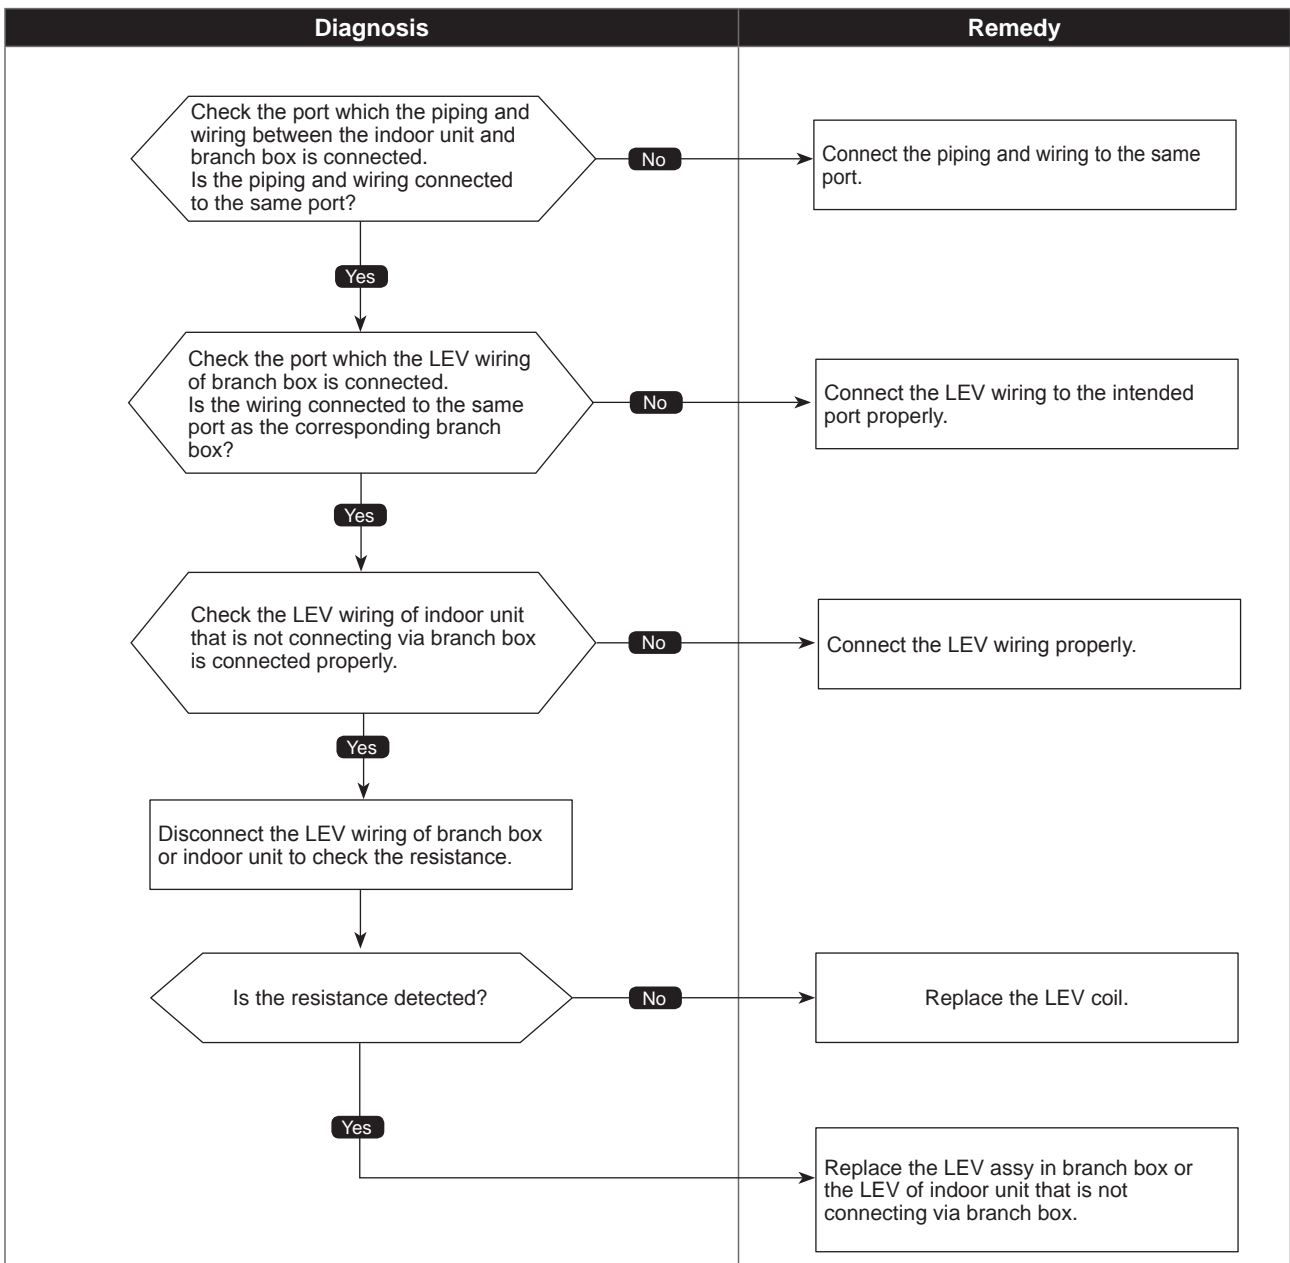 Diagnosis
Remedy
Check the port which the piping and
wiring between the indoor unit and
branch box is connected.
Is the piping and wiring connected
to the same port?
No
Connect the piping and wiring to the same
port.
Yes
Check the port which the LEV wiring
of branch box is connected.
Is the wiring connected to the same
port as the corresponding branch
box?
No
Connect the LEV wiring to the intended
port properly.
Yes
Check the LEV wiring of indoor unit
that is not connecting via branch box
is connected properly.
No
Connect the LEV wiring properly.
Yes
Disconnect the LEV wiring of branch box
or indoor unit to check the resistance.
Is the resistance detected?
No
Replace the LEV coil.
Yes
Replace the LEV assy in branch box or
the LEV of indoor unit that is not
connecting via branch box.